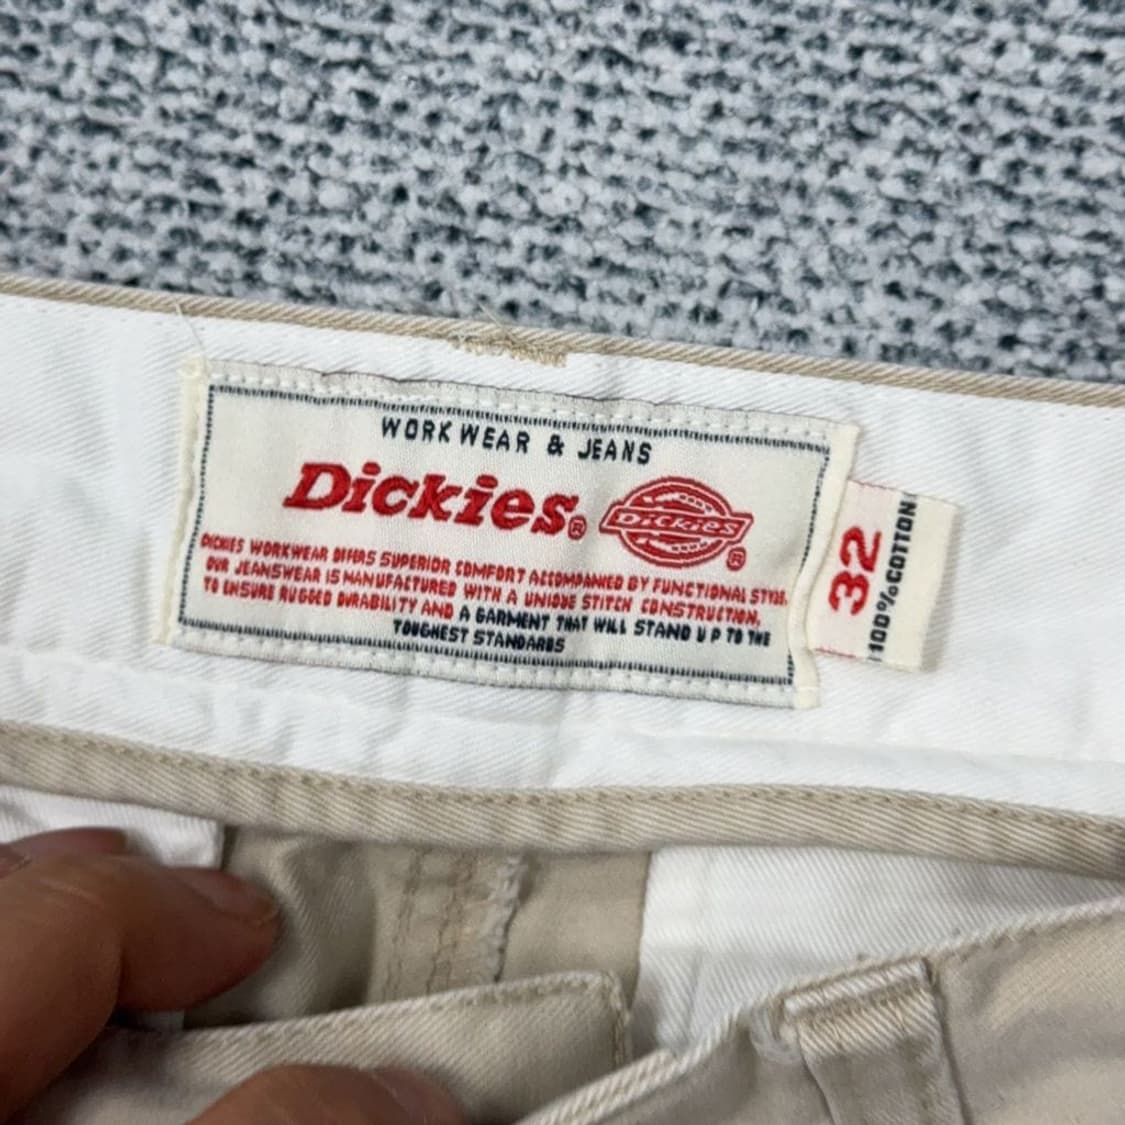 WORKWEAR & JEANS
Dickies®
Dickies
®
DICKIES WORKWEAR OFFERS SUPERIOR COMFORT ACCOMPANIED BY FUNCTIONAL STYLE.
OUR JEANSWEAR IS MANUFACTURED WITH A UNIQUE STITCH CONSTRUCTION,
TO ENSURE RUGGED DURABILITY AND A GARMENT THAT WILL STAND UP TO THE
TOUGHEST STANDARDS
32
100% COTTON